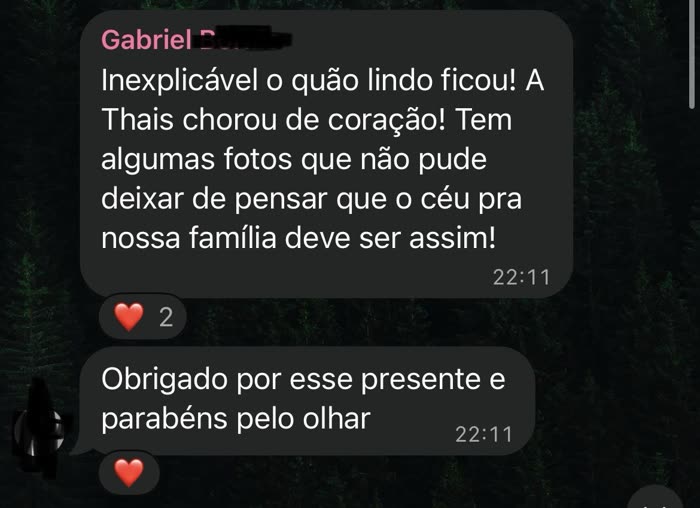 Gabriel
Inexplicável o quão lindo ficou! A
Thais chorou de coração! Tem
algumas fotos que não pude
deixar de pensar que o céu pra
nossa família deve ser assim!
22:11
❤️ 2
Obrigado por esse presente e
parabéns pelo olhar
22:11
❤️